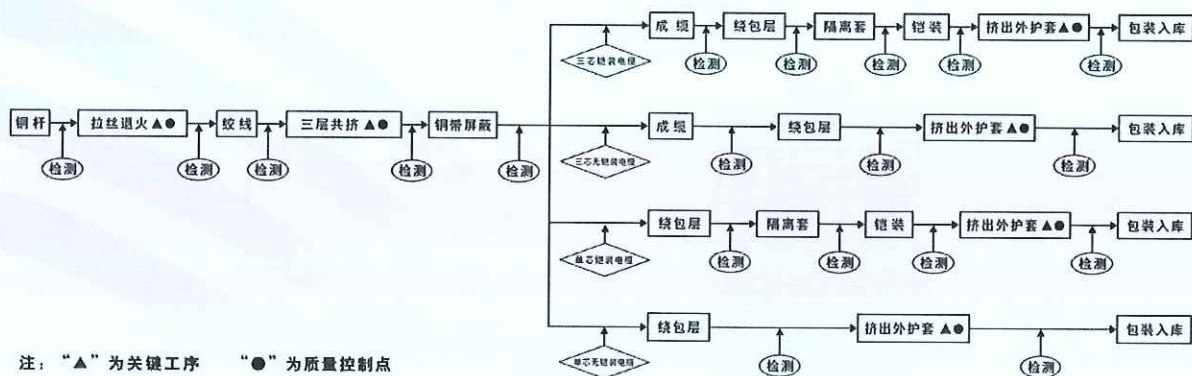 成 缆 绕包层 隔离套 铠装 挤出外护套▲● 包装入库
三芯铠装电缆 检测 检测 检测 检测 检测
铜杆 拉丝退火▲● 绞线 三层共挤▲● 铜带屏蔽
检测 检测 检测 检测 检测
成 缆 绕包层 挤出外护套▲● 包装入库
三芯无铠装电缆 检测 检测 检测
绕包层 隔离套 铠装 挤出外护套▲● 包装入库
单芯铠装电缆 检测 检测 检测 检测
绕包层 挤出外护套▲● 包装入库
单芯无铠装电缆 检测 检测
注：“▲”为关键工序 “●”为质量控制点